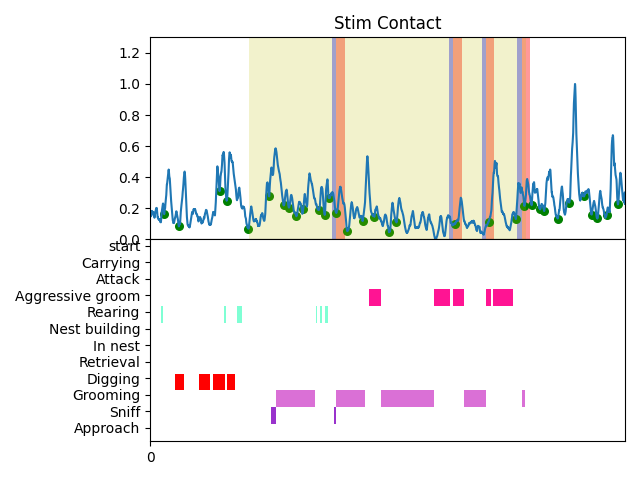 Stim Contact
1.2
1.0
0.8
0.6
0.4
0.2
0.0
start
Carrying
Attack
Aggressive groom
Rearing
Nest building
In nest
Retrieval
Digging
Grooming
Sniff
Approach
0